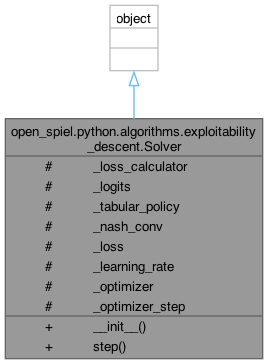 object
open_spiel.python.algorithms.exploitability
_descent.Solver
# _loss_calculator
# _logits
# _tabular_policy
# _nash_conv
# _loss
# _learning_rate
# _optimizer
# _optimizer_step
+ __init__()
+ step()